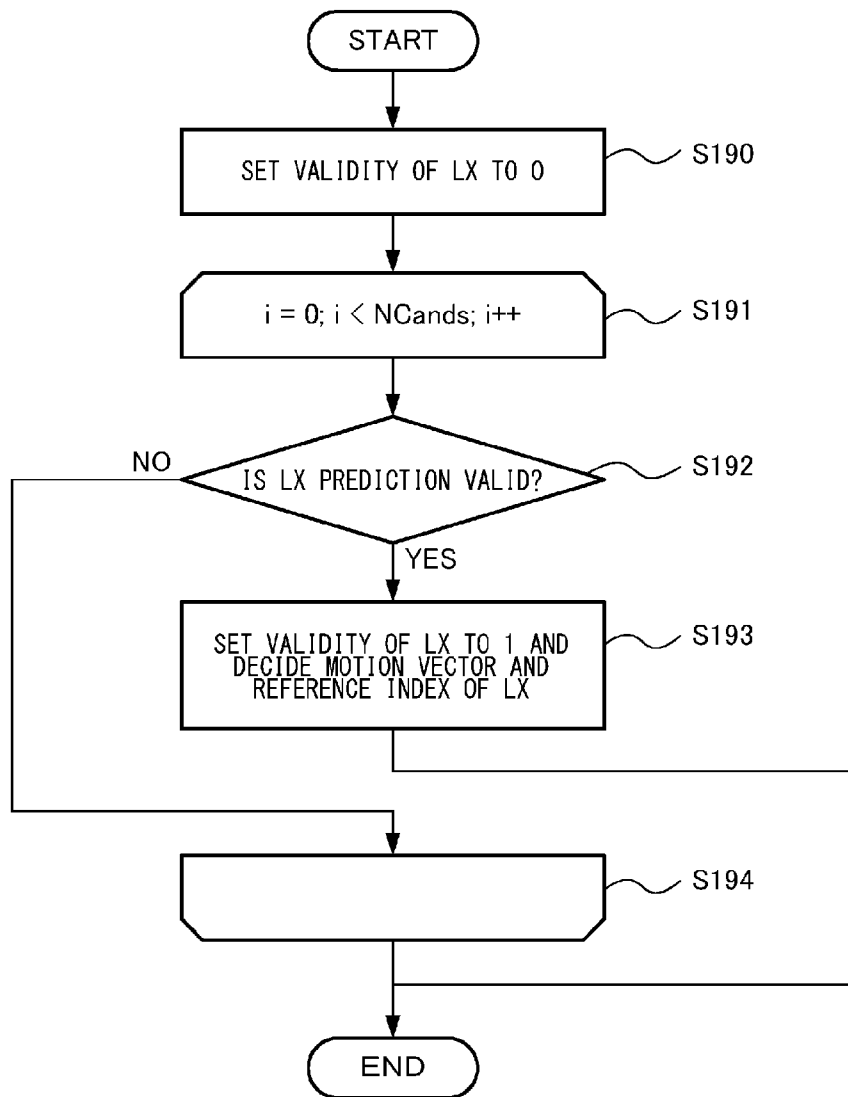 START
SET VALIDITY OF LX TO 0
S190
i = 0; i < NCands; i++
S191
IS LX PREDICTION VALID?
S192
NO
YES
SET VALIDITY OF LX TO 1 AND
DECIDE MOTION VECTOR AND
REFERENCE INDEX OF LX
S193
S194
END